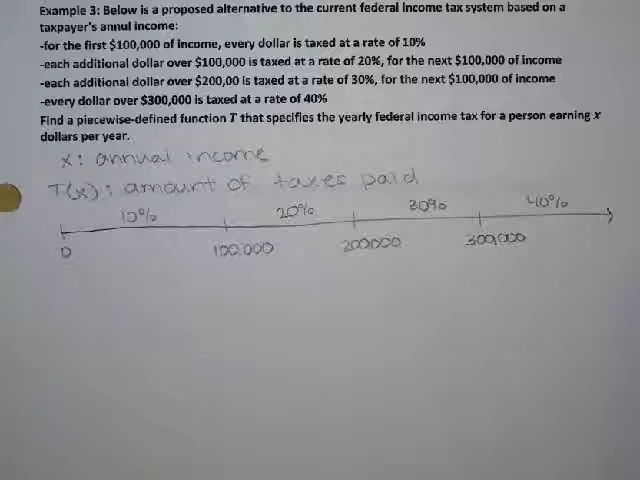 Example 3: Below is a proposed alternative to the current federal income tax system based on a
taxpayer's annul income:
-for the first $100,000 of income, every dollar is taxed at a rate of 10%
-each additional dollar over $100,000 is taxed at a rate of 20%, for the next $100,000 of income
-each additional dollar over $200,00 is taxed at a rate of 30%, for the next $100,000 of income
-every dollar over $300,000 is taxed at a rate of 40%
Find a piecewise-defined function T that specifies the yearly federal income tax for a person earning x
dollars per year.
x: annual income
T(x): amount of taxes paid
10% 20% 30% 40%
0 100,000 200,000 300,000